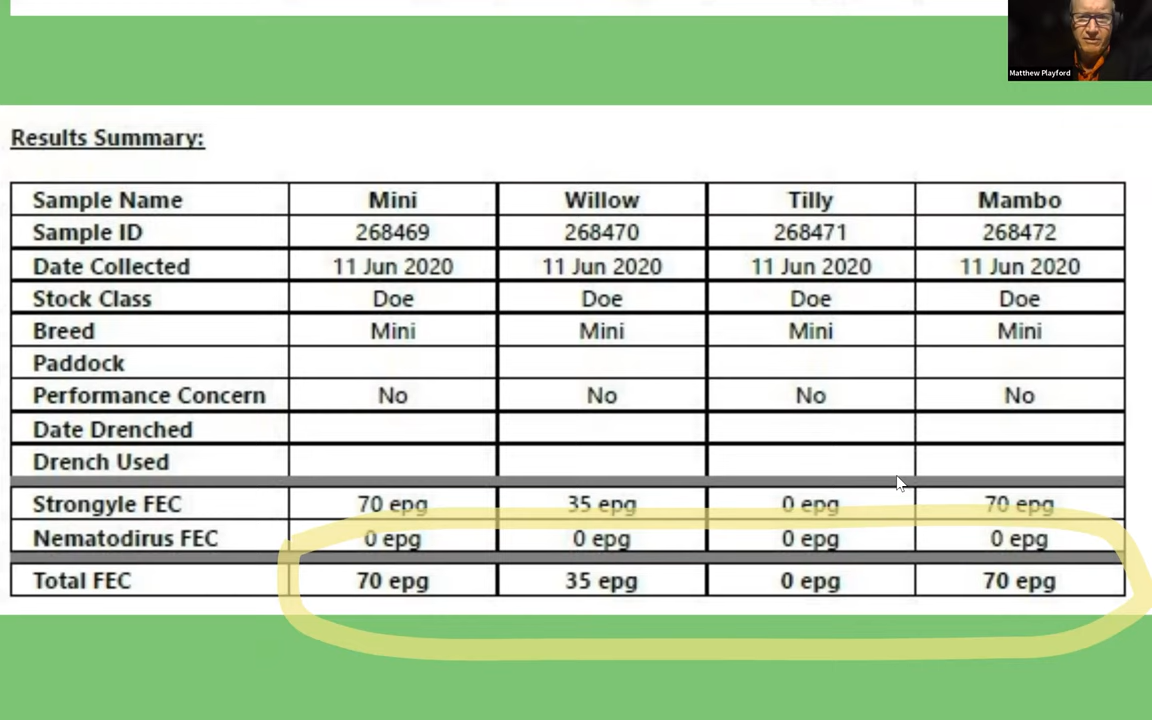 Matthew Playford
Results Summary:
Sample Name Mini Willow Tilly Mambo
Sample ID 268469 268470 268471 268472
Date Collected 11 Jun 2020 11 Jun 2020 11 Jun 2020 11 Jun 2020
Stock Class Doe Doe Doe Doe
Breed Mini Mini Mini Mini
Paddock
Performance Concern No No No No
Date Drenched
Drench Used
Strongyle FEC 70 epg 35 epg 0 epg 70 epg
Nematodirus FEC 0 epg 0 epg 0 epg 0 epg
Total FEC 70 epg 35 epg 0 epg 70 epg